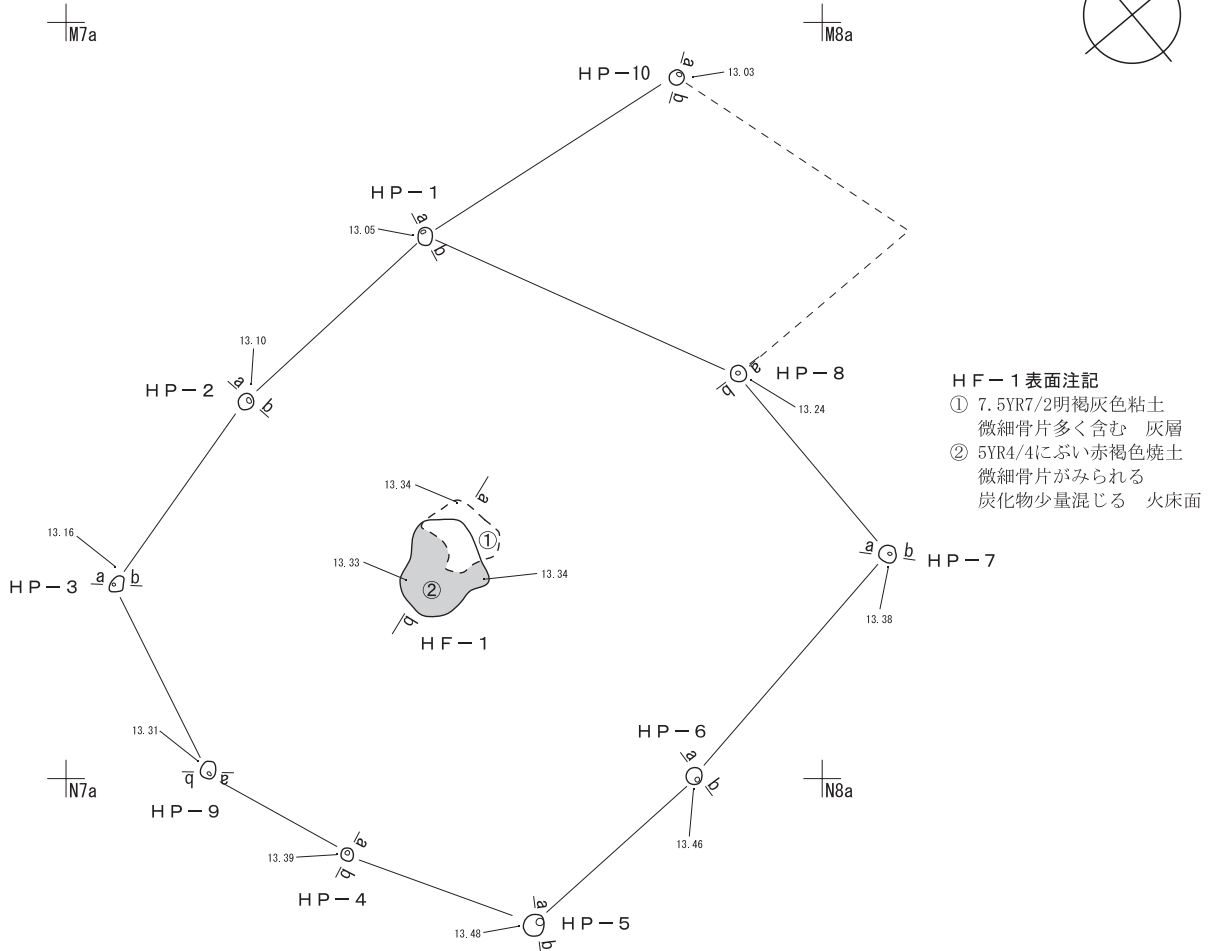 M7a
M8a
HP-10
a
b
13.03
HP-1
a
b
13.05
13.10
HP-2
a
b
HP-8
a
b
13.24
HF-1表面注記
① 7.5YR7/2明褐灰色粘土
微細骨片多く含む 灰層
② 5YR4/4にぶい赤褐色焼土
微細骨片がみられる
炭化物少量混じる 火床面
13.34
a
①
13.33
②
13.34
b
HF-1
13.16
HP-3
a
b
a
b
HP-7
13.38
13.31
b
a
HP-9
HP-6
a
b
13.46
N7a
N8a
13.39
a
b
HP-4
a
b
HP-5
13.48